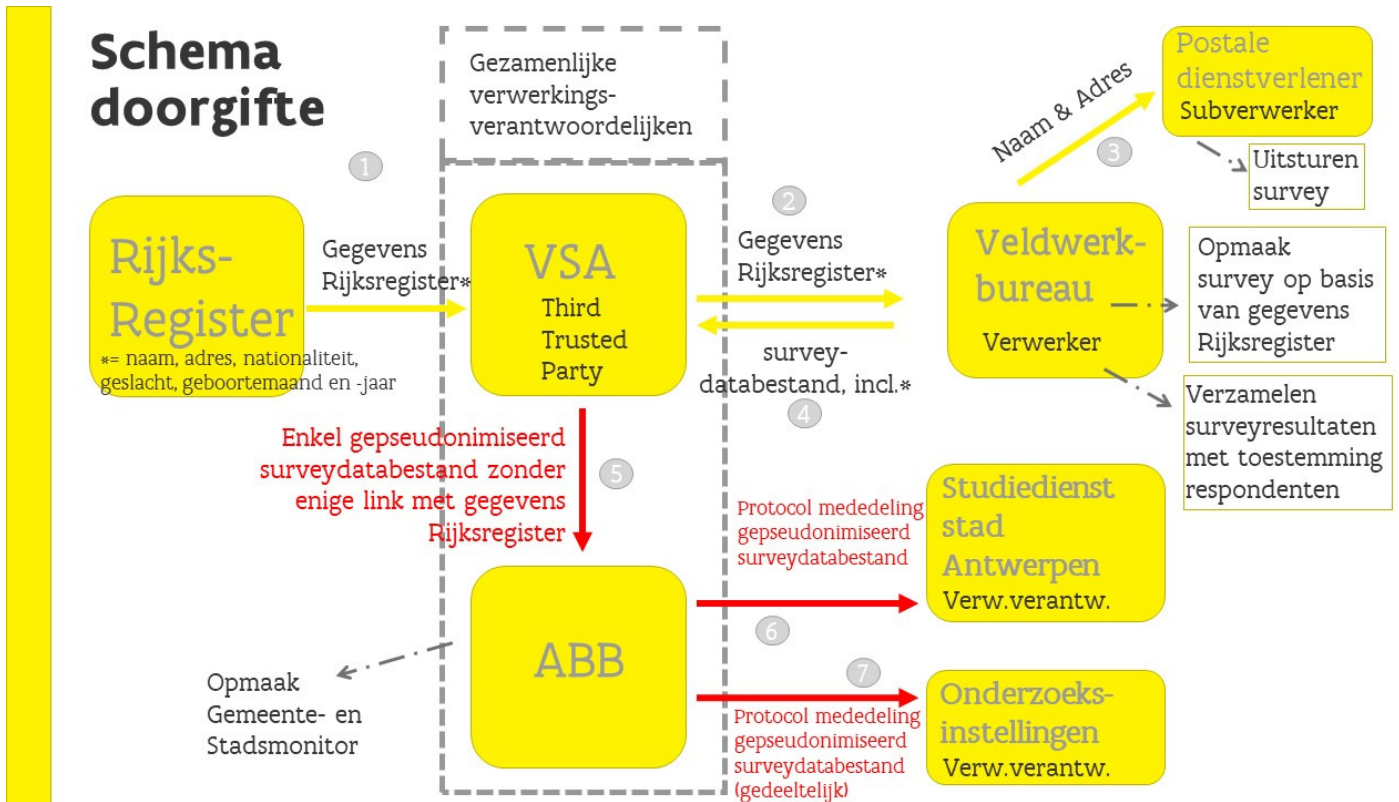 Schema
doorgifte
Gezamenlijke
verwerkings-
verantwoordelijken
1
Rijks-
Register
*= naam, adres, nationaliteit,
geslacht, geboortemaand en -jaar
Gegevens
Rijksregister*
VSA
Third
Trusted
Party
2
Gegevens
Rijksregister*
survey-
databestand, incl.*
4
Veldwerk-
bureau
Verwerker
Naam & Adres
3
Postale
dienstverlener
Subverwerker
Uitsturen
survey
Opmaak
survey op basis
van gegevens
Rijksregister
Verzamelen
surveyresultaten
met toestemming
respondenten
Enkel gepseudonimiseerd
surveydatabestand zonder
enige link met gegevens
Rijksregister
5
ABB
Opmaak
Gemeente- en
Stadsmonitor
Protocol mededeling
gepseudonimiseerd
surveydatabestand
6
Studiedienst
stad
Antwerpen
Verw.verantw.
7
Protocol mededeling
gepseudonimiseerd
surveydatabestand
(gedeeltelijk)
Onderzoeks-
instellingen
Verw.verantw.